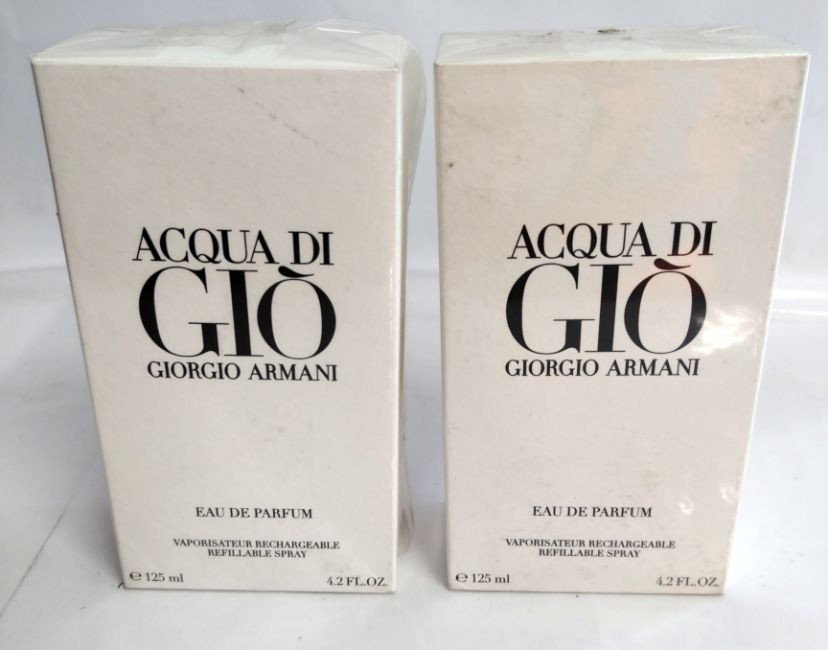 ACQUA DI
GIÒ
GIORGIO ARMANI
EAU DE PARFUM
VAPORISATEUR RECHARGEABLE
REFILLABLE SPRAY
℮ 125 ml
4.2 FL.OZ.
ACQUA DI
GIÒ
GIORGIO ARMANI
EAU DE PARFUM
VAPORISATEUR RECHARGEABLE
REFILLABLE SPRAY
℮ 125 ml
4.2 FL.OZ.